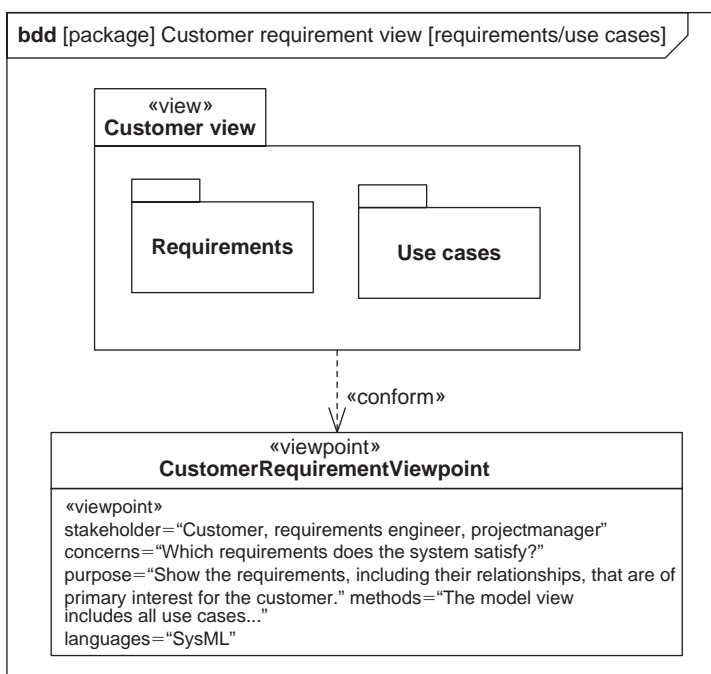 bdd [package] Customer requirement view [requirements/use cases]
«view»
Customer view
Requirements
Use cases
«conform»
«viewpoint»
CustomerRequirementViewpoint
«viewpoint»
stakeholder=“Customer, requirements engineer, projectmanager”
concerns=“Which requirements does the system satisfy?”
purpose=“Show the requirements, including their relationships, that are of
primary interest for the customer.” methods=“The model view
includes all use cases...”
languages=“SysML”